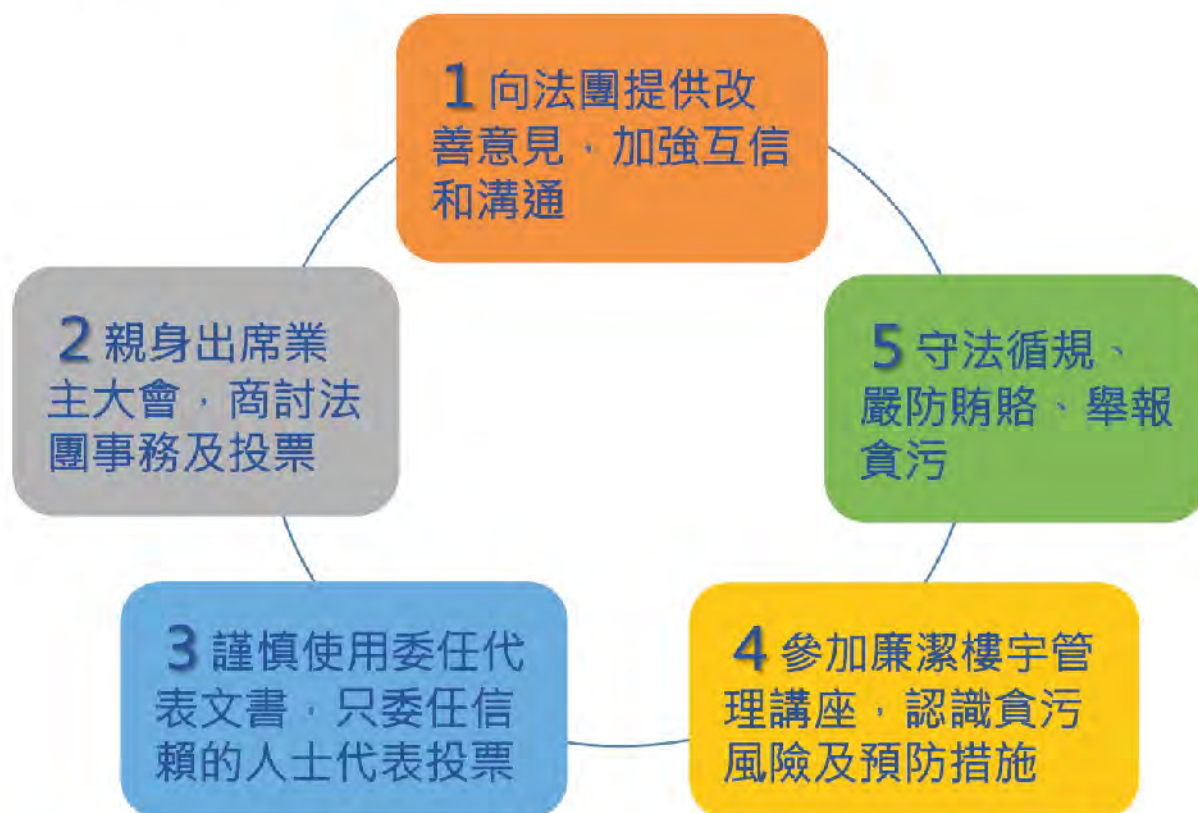 1 向法團提供改
善意見，加強互信
和溝通
2 親身出席業
主大會，商討法
團事務及投票
3 謹慎使用委任代
表文書，只委任信
賴的人士代表投票
4 參加廉潔樓宇管
理講座，認識貪污
風險及預防措施
5 守法循規、
嚴防賄賂、舉報
貪污